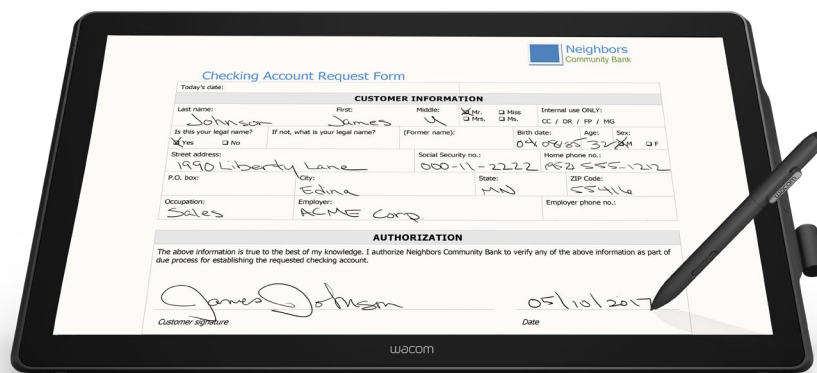 Neighbors
Community Bank
Checking Account Request Form
Today's date:
CUSTOMER INFORMATION
Last name: First: Middle: Mr. Miss Internal use ONLY:
Mrs. Ms. CC / DR / FP / MG
Johnson James
Is this your legal name? If not, what is your legal name? (Former name): Birth date: Age: Sex:
Yes No 04/08/85 32 M F
Street address: Social Security no.: Home phone no.:
1990 Liberty Lane 000-11-2222 (952) 555-1212
P.O. box: City: State: ZIP Code:
Edina MN 55416
Occupation: Employer: Employer phone no.:
Sales ACME Corp.
AUTHORIZATION
The above information is true to the best of my knowledge. I authorize Neighbors Community Bank to verify any of the above information as part of
due process for establishing the requested checking account.
James Johnson 05/10/2017
Customer signature Date
wacom
wacom